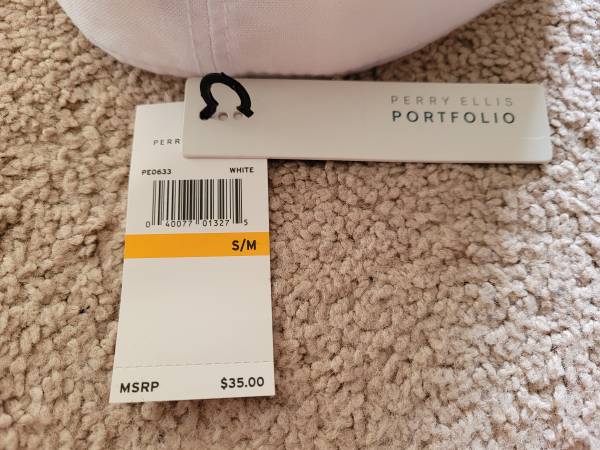 PERRY ELLIS
PORTFOLIO
PERR
PE0633 WHITE
0 40077 01327 5
S/M
MSRP $35.00